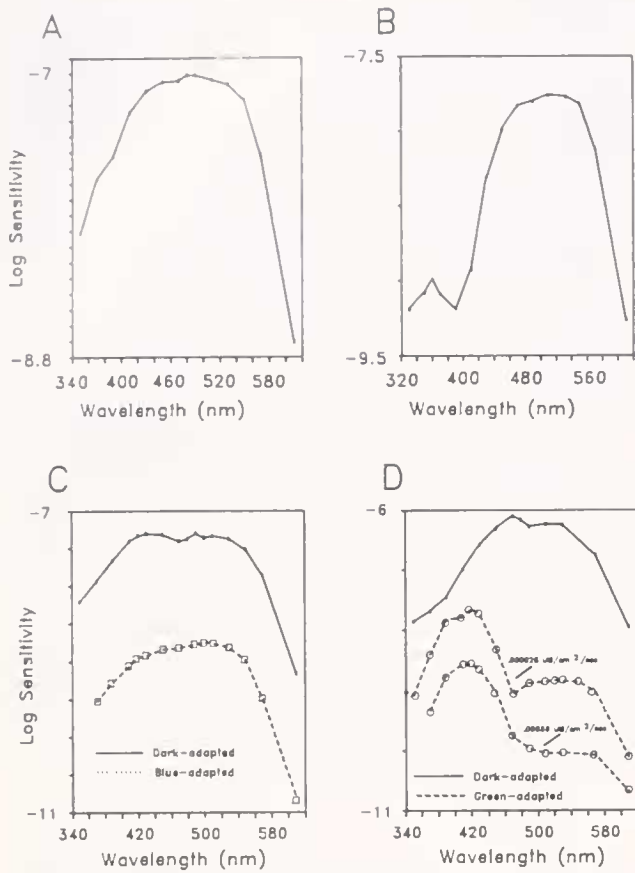 A
-7
Log Sensitivity
-8.8
340 400 460 520 580
Wavelength (nm)
B
-7.5
-9.5
320 400 480 560
Wavelength (nm)
C
-7
Log Sensitivity
Dark-adapted
Blue-adapted
-11
340 420 500 580
Wavelength (nm)
D
-6
Dark-adapted
Green-adapted
-11
340 420 500 580
Wavelength (nm)